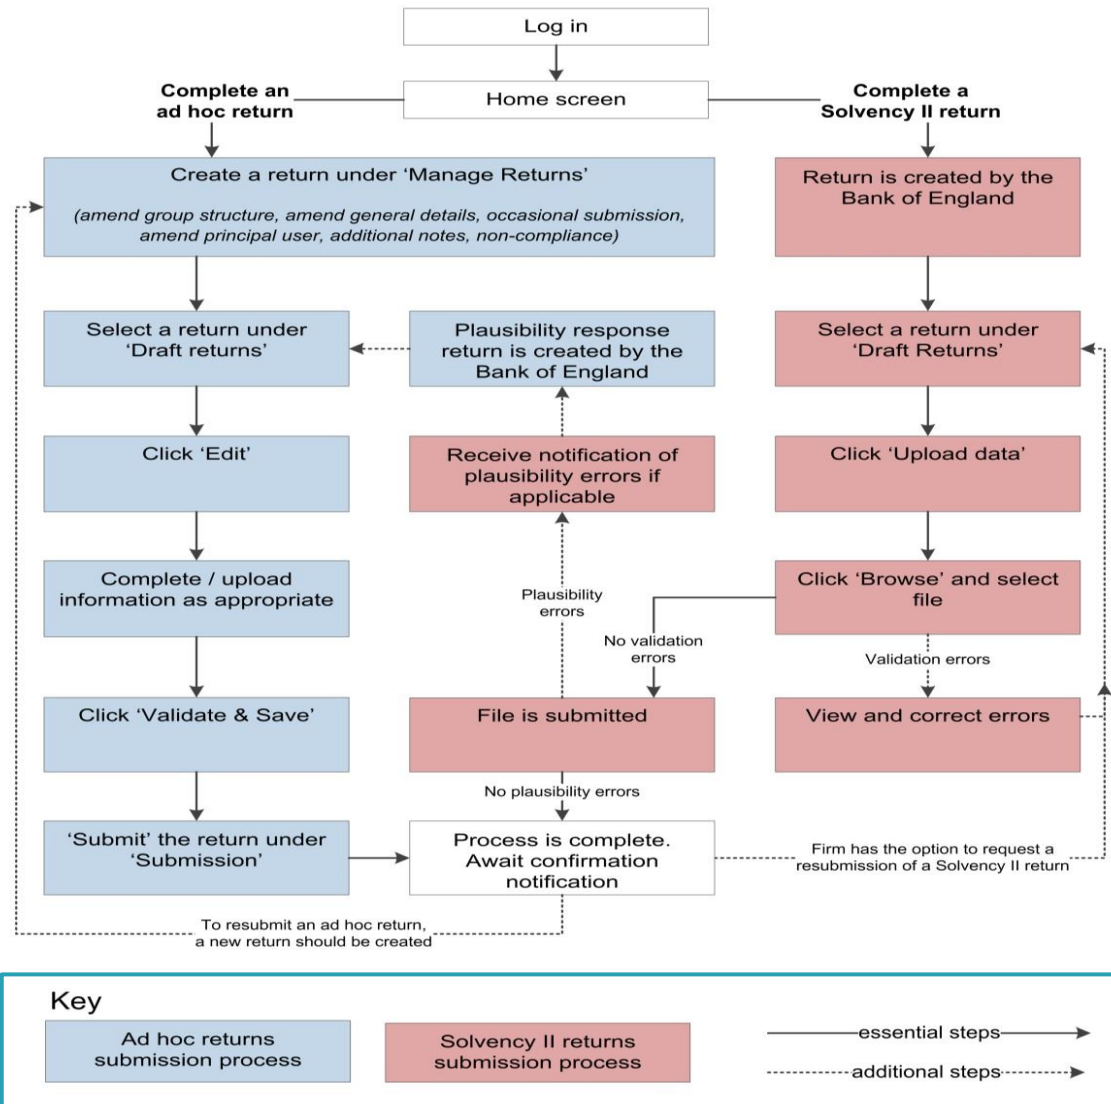 Log in
Home screen
Complete an
ad hoc return
Complete a
Solvency II return
Create a return under ‘Manage Returns’
(amend group structure, amend general details, occasional submission,
amend principal user, additional notes, non-compliance)
Return is created by the
Bank of England
Select a return under
‘Draft returns’
Plausibility response
return is created by the
Bank of England
Select a return under
‘Draft Returns’
Click ‘Edit’
Receive notification of
plausibility errors if
applicable
Click ‘Upload data’
Complete / upload
information as appropriate
Plausibility
errors
Click ‘Browse’ and select
file
No validation
errors
Validation errors
Click ‘Validate & Save’
File is submitted
View and correct errors
No plausibility errors
‘Submit’ the return under
‘Submission’
Process is complete.
Await confirmation
notification
Firm has the option to request a
resubmission of a Solvency II return
To resubmit an ad hoc return,
a new return should be created
Key
Ad hoc returns
submission process
Solvency II returns
submission process
essential steps
additional steps